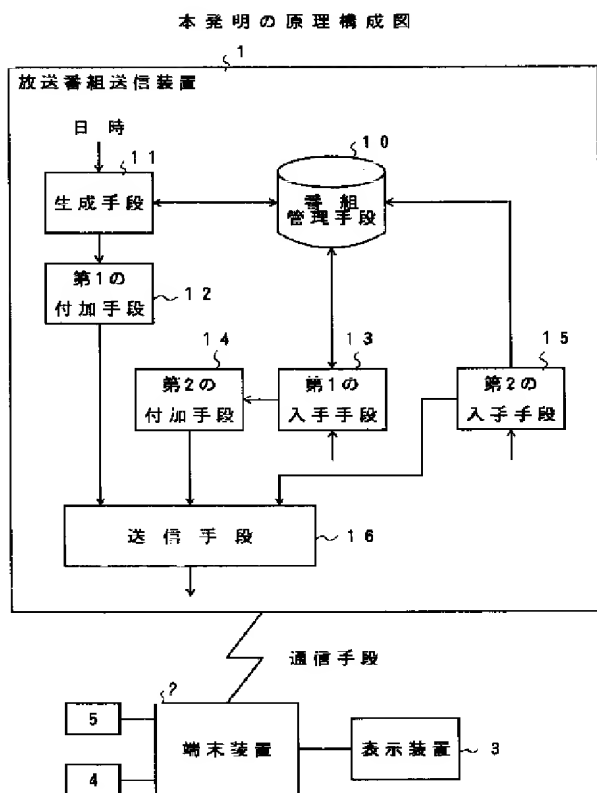 本発明の原理構成図
1
放送番組送信装置
日時
11
生成手段
10
番組
管理手段
第1の
付加手段
12
14
第2の
付加手段
13
第1の
入手手段
15
第2の
入手手段
送信手段
16
通信手段
2
5
4
端末装置
表示装置
3